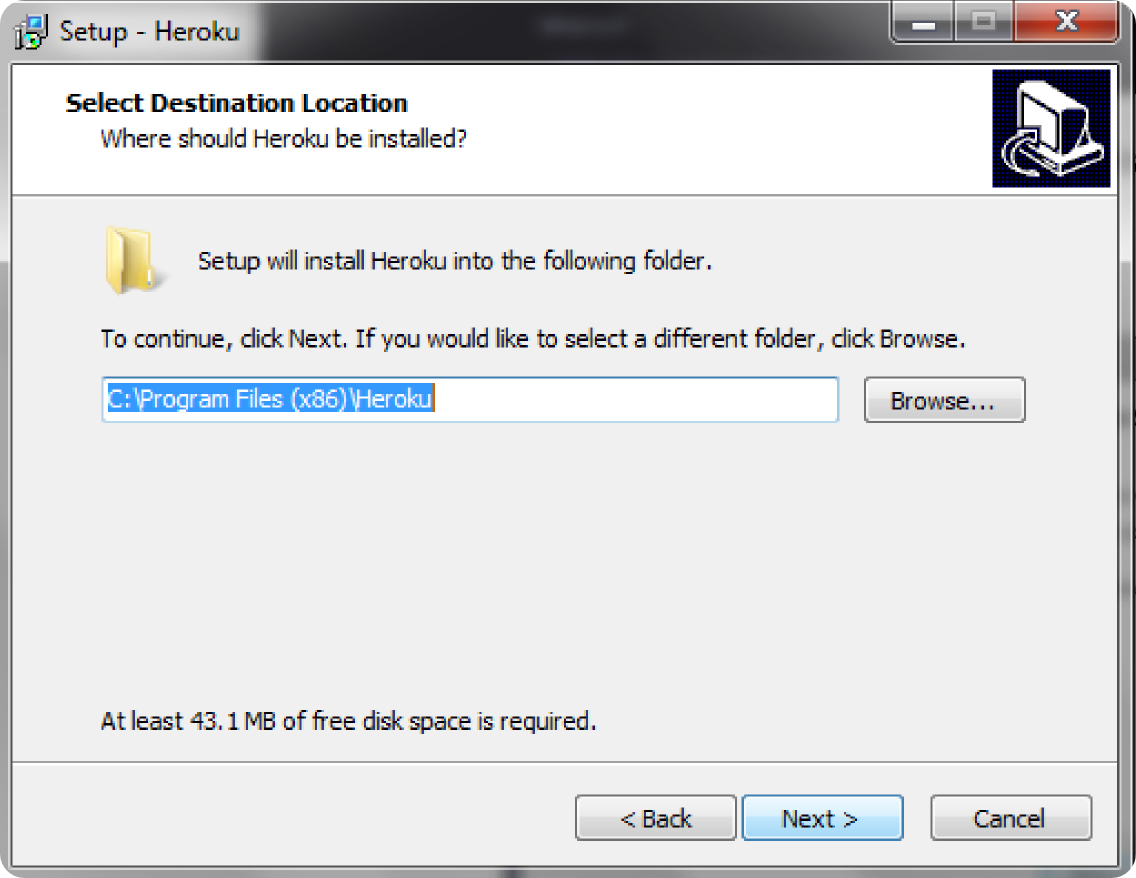 Setup - Heroku
Select Destination Location
Where should Heroku be installed?
Setup will install Heroku into the following folder.
To continue, click Next. If you would like to select a different folder, click Browse.
C:\Program Files (x86)\Heroku
Browse...
At least 43.1 MB of free disk space is required.
< Back
Next >
Cancel